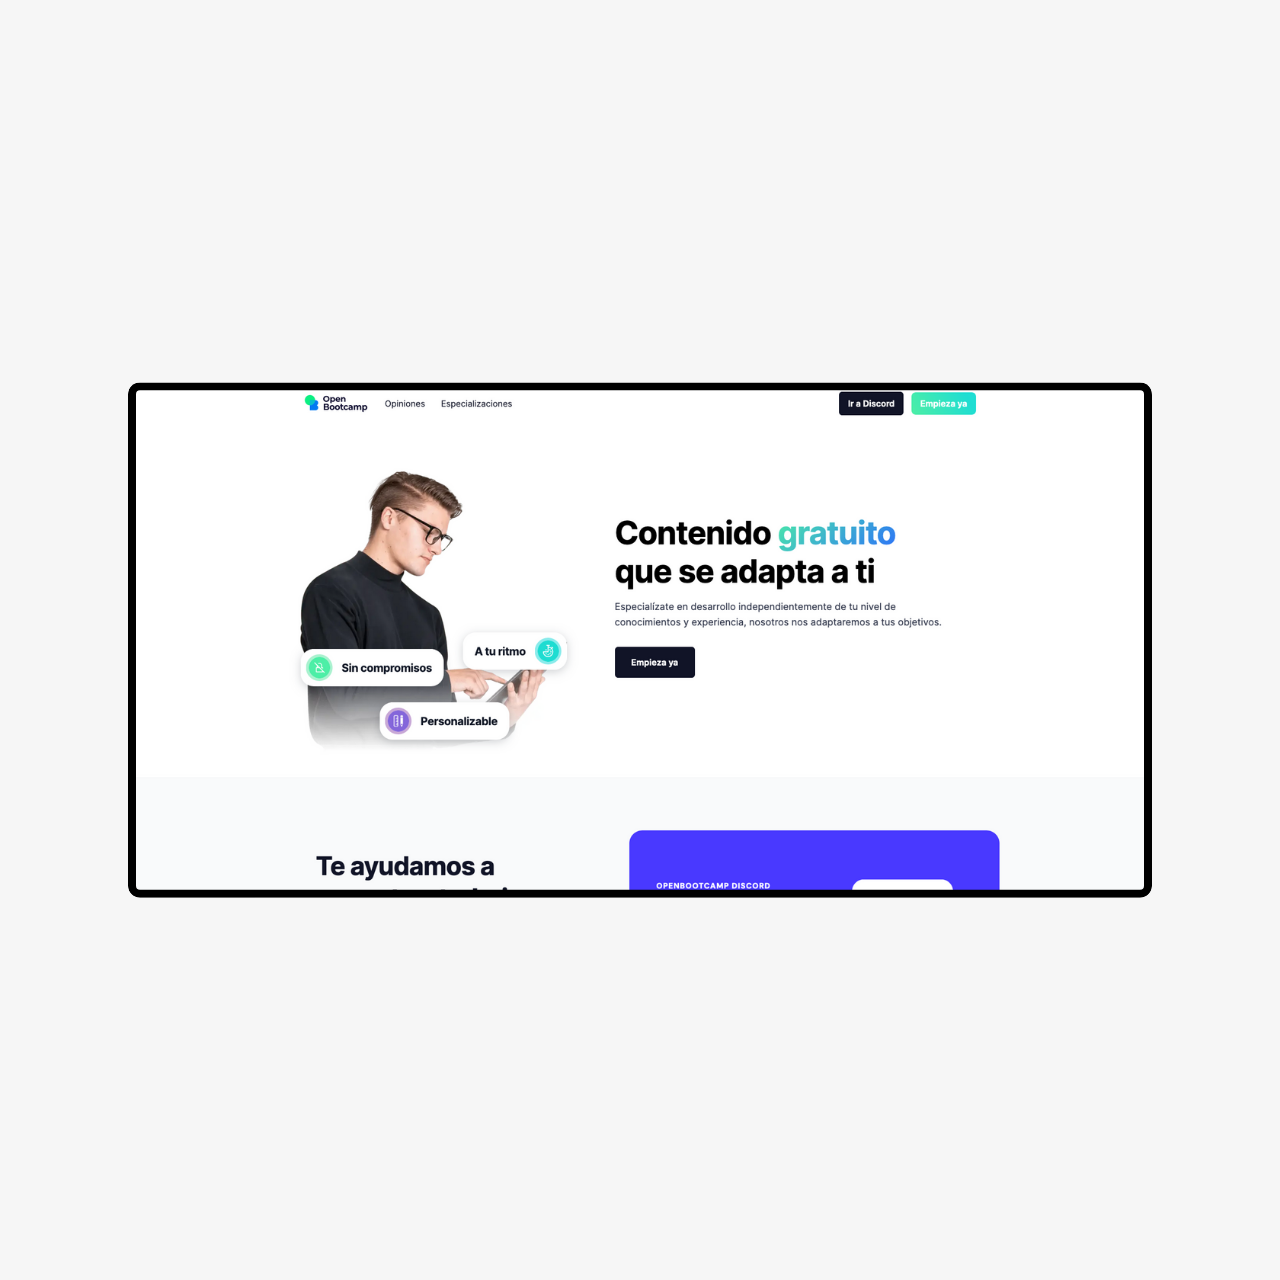 Open
Bootcamp
Opiniones
Especializaciones
Ir a Discord
Empieza ya
Contenido gratuito
que se adapta a ti
Especialízate en desarrollo independientemente de tu nivel de
conocimientos y experiencia, nosotros nos adaptaremos a tus objetivos.
Empieza ya
A tu ritmo
Sin compromisos
Personalizable
Te ayudamos a
OPENBOOTCAMP DISCORD